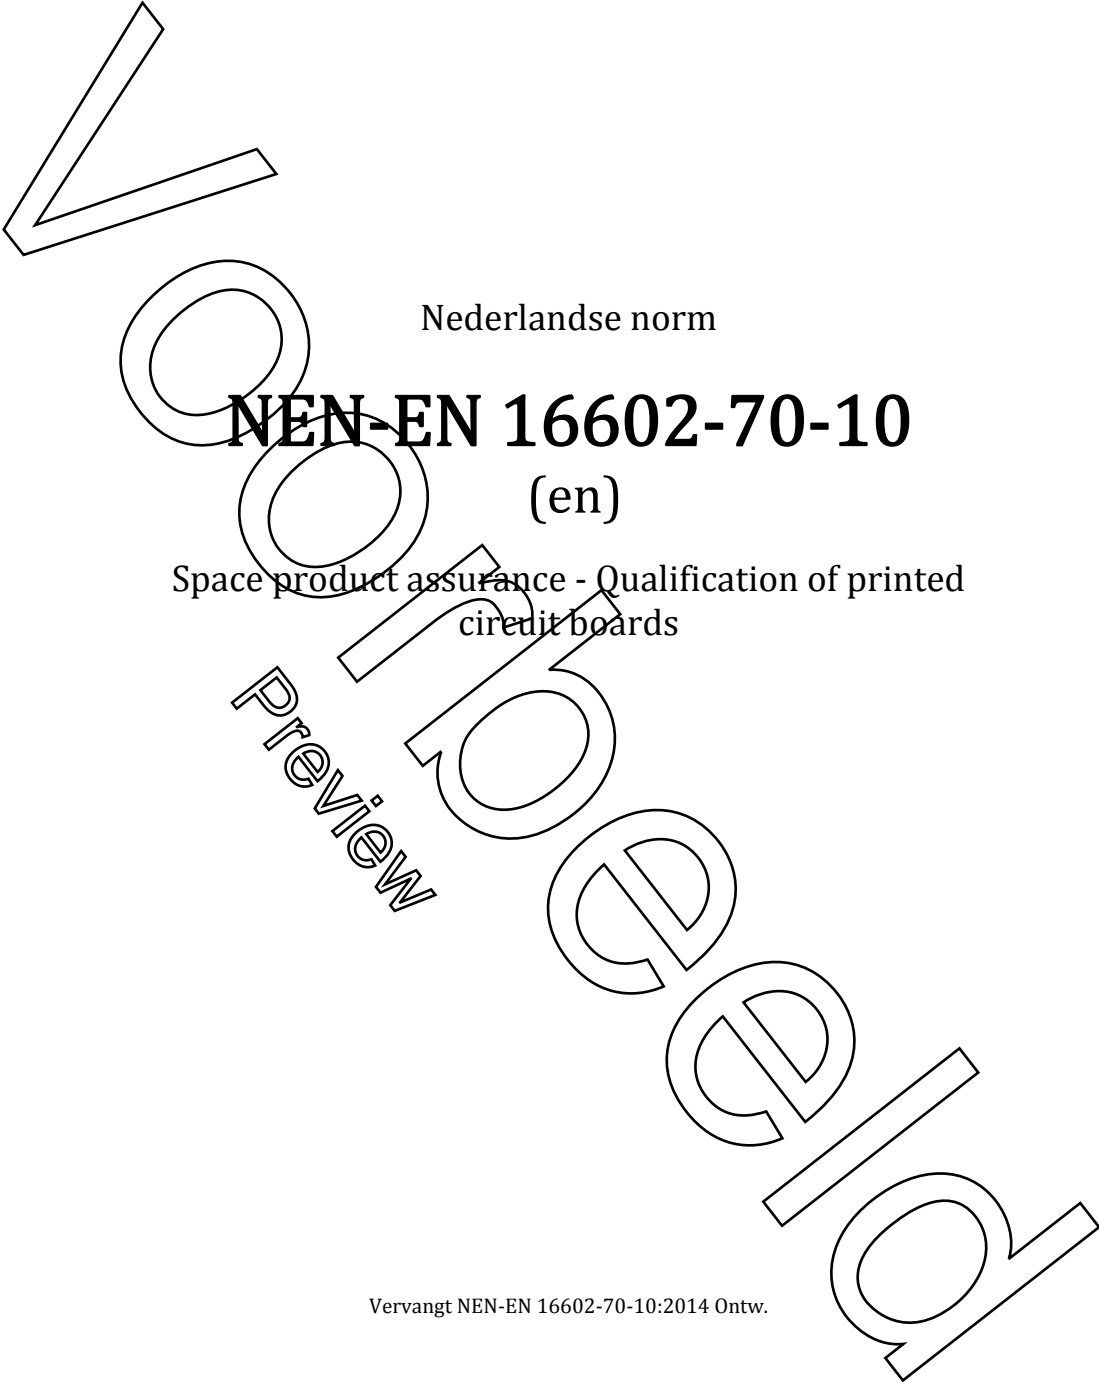 Nederlandse norm
NEN-EN 16602-70-10
(en)
Space product assurance - Qualification of printed
circuit boards
Voorbeeld
Preview
Vervangt NEN-EN 16602-70-10:2014 Ontw.